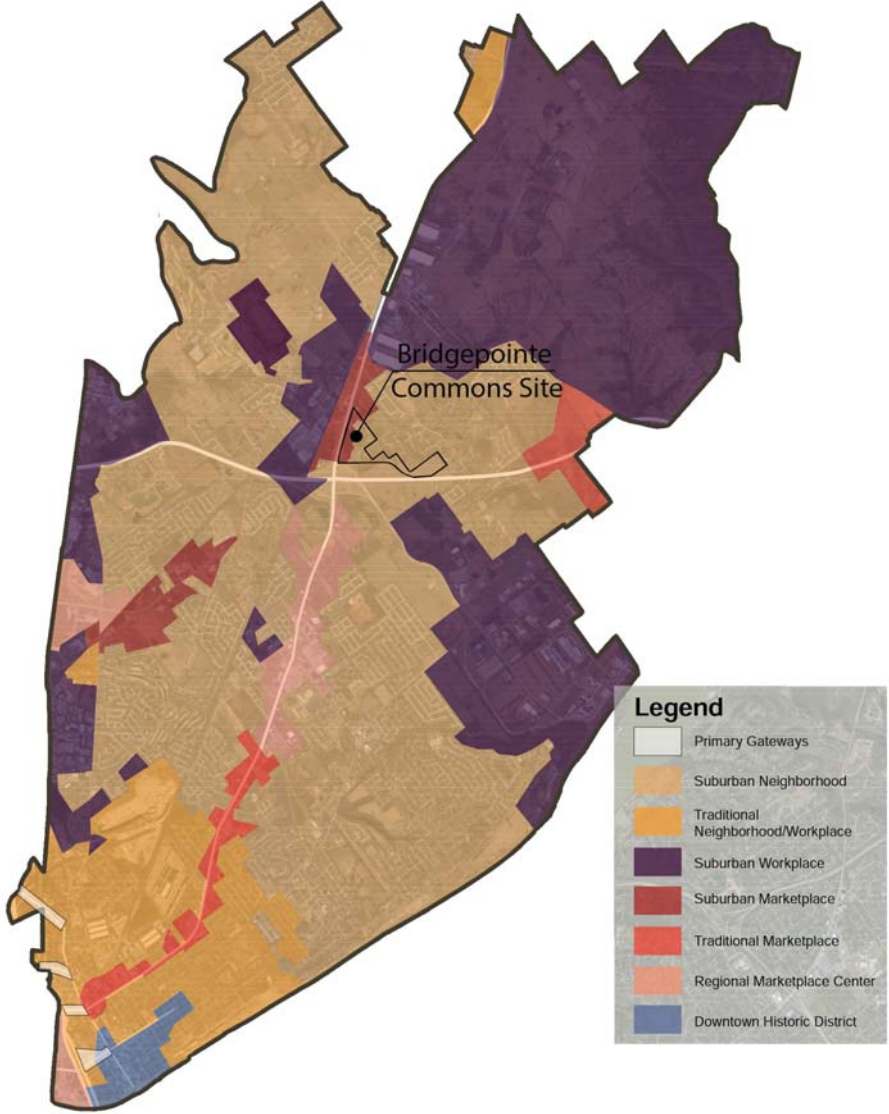 Bridgepointe
Commons Site
Legend
Primary Gateways
Suburban Neighborhood
Traditional
Neighborhood/Workplace
Suburban Workplace
Suburban Marketplace
Traditional Marketplace
Regional Marketplace Center
Downtown Historic District